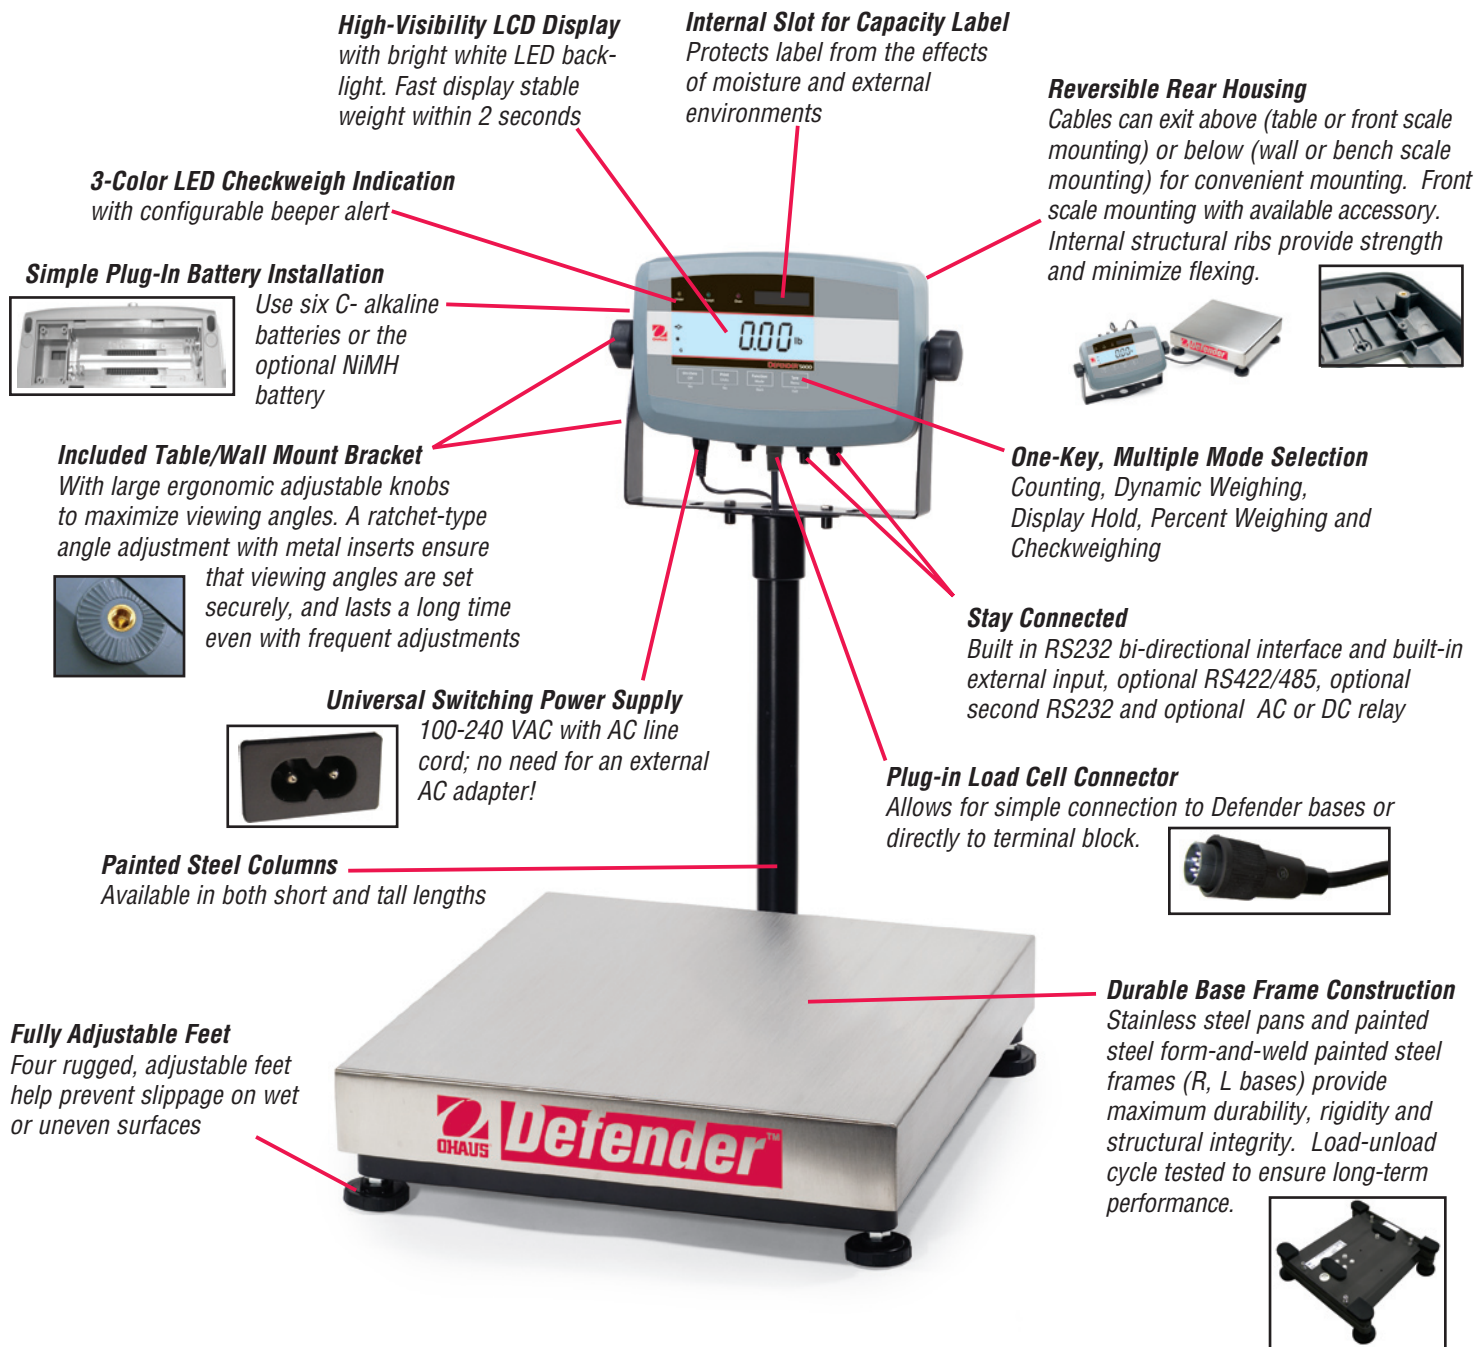 High-Visibility LCD Display
with bright white LED back-
light. Fast display stable
weight within 2 seconds
Internal Slot for Capacity Label
Protects label from the effects
of moisture and external
environments
Reversible Rear Housing
Cables can exit above (table or front scale
mounting) or below (wall or bench scale
mounting) for convenient mounting. Front
scale mounting with available accessory.
Internal structural ribs provide strength
and minimize flexing.
3-Color LED Checkweigh Indication
with configurable beeper alert
Simple Plug-In Battery Installation
Use six C- alkaline
batteries or the
optional NiMH
battery
OHAUS
0.00 lb
DEFENDER 5000
Defender
Included Table/Wall Mount Bracket
With large ergonomic adjustable knobs
to maximize viewing angles. A ratchet-type
angle adjustment with metal inserts ensure
that viewing angles are set
securely, and lasts a long time
even with frequent adjustments
One-Key, Multiple Mode Selection
Counting, Dynamic Weighing,
Display Hold, Percent Weighing and
Checkweighing
Stay Connected
Built in RS232 bi-directional interface and built-in
external input, optional RS422/485, optional
second RS232 and optional AC or DC relay
Universal Switching Power Supply
100-240 VAC with AC line
cord; no need for an external
AC adapter!
Plug-in Load Cell Connector
Allows for simple connection to Defender bases or
directly to terminal block.
Painted Steel Columns
Available in both short and tall lengths
Durable Base Frame Construction
Stainless steel pans and painted
steel form-and-weld painted steel
frames (R, L bases) provide
maximum durability, rigidity and
structural integrity. Load-unload
cycle tested to ensure long-term
performance.
Fully Adjustable Feet
Four rugged, adjustable feet
help prevent slippage on wet
or uneven surfaces
OHAUS Defender™